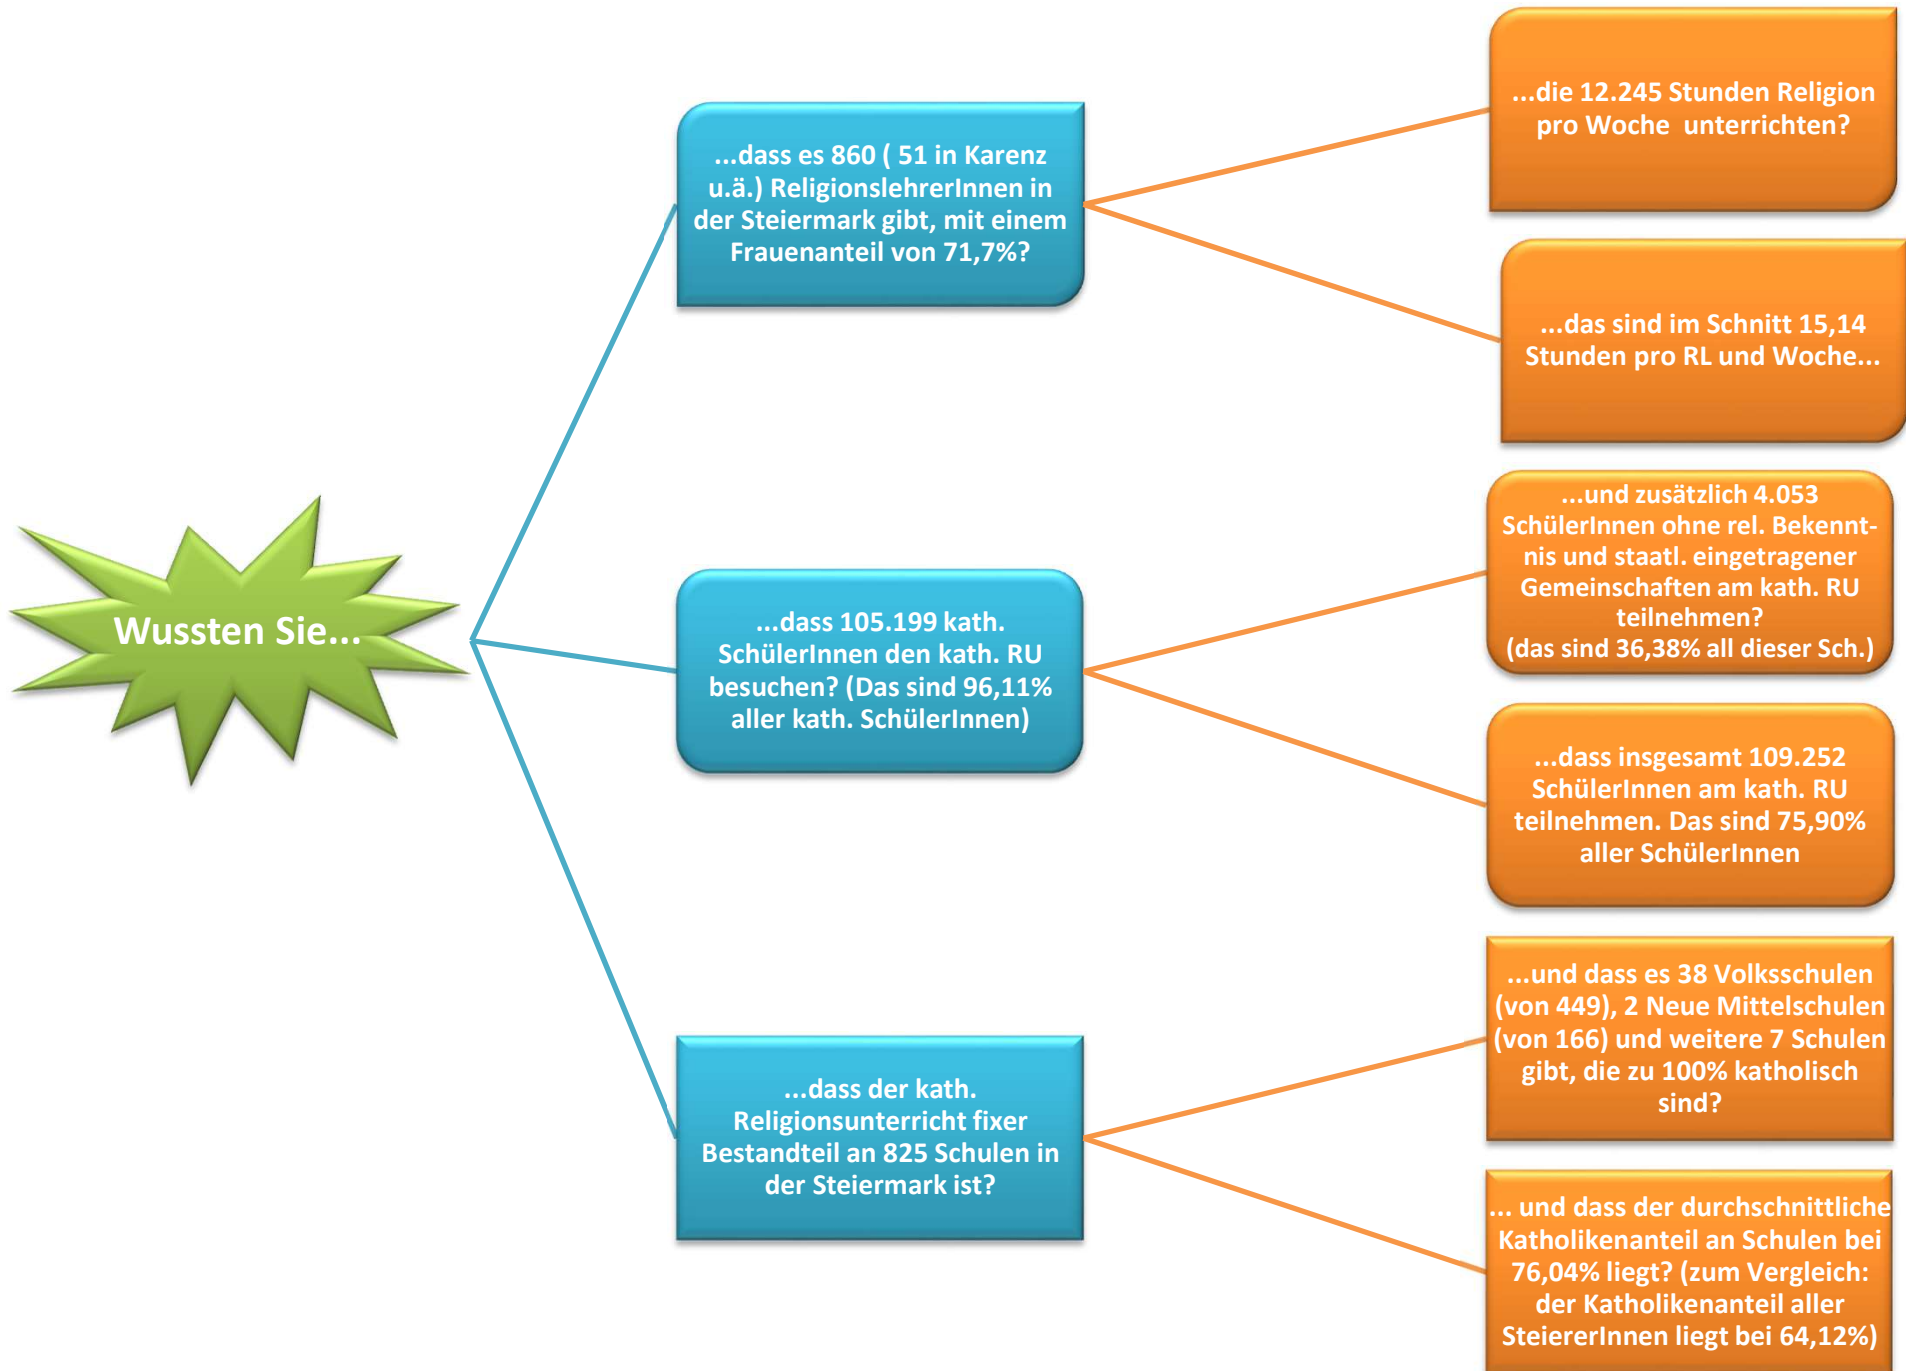 Wussten Sie...
...dass es 860 ( 51 in Karenz
u.ä.) ReligionslehrerInnen in
der Steiermark gibt, mit einem
Frauenanteil von 71,7%?
...die 12.245 Stunden Religion
pro Woche unterrichten?
...das sind im Schnitt 15,14
Stunden pro RL und Woche...
...dass 105.199 kath.
SchülerInnen den kath. RU
besuchen? (Das sind 96,11%
aller kath. SchülerInnen)
...und zusätzlich 4.053
SchülerInnen ohne rel. Bekennt-
nis und staatl. eingetragener
Gemeinschaften am kath. RU
teilnehmen?
(das sind 36,38% all dieser Sch.)
...dass insgesamt 109.252
SchülerInnen am kath. RU
teilnehmen. Das sind 75,90%
aller SchülerInnen
...dass der kath.
Religionsunterricht fixer
Bestandteil an 825 Schulen in
der Steiermark ist?
...und dass es 38 Volksschulen
(von 449), 2 Neue Mittelschulen
(von 166) und weitere 7 Schulen
gibt, die zu 100% katholisch
sind?
... und dass der durchschnittliche
Katholikenanteil an Schulen bei
76,04% liegt? (zum Vergleich:
der Katholikenanteil aller
SteiererInnen liegt bei 64,12%)